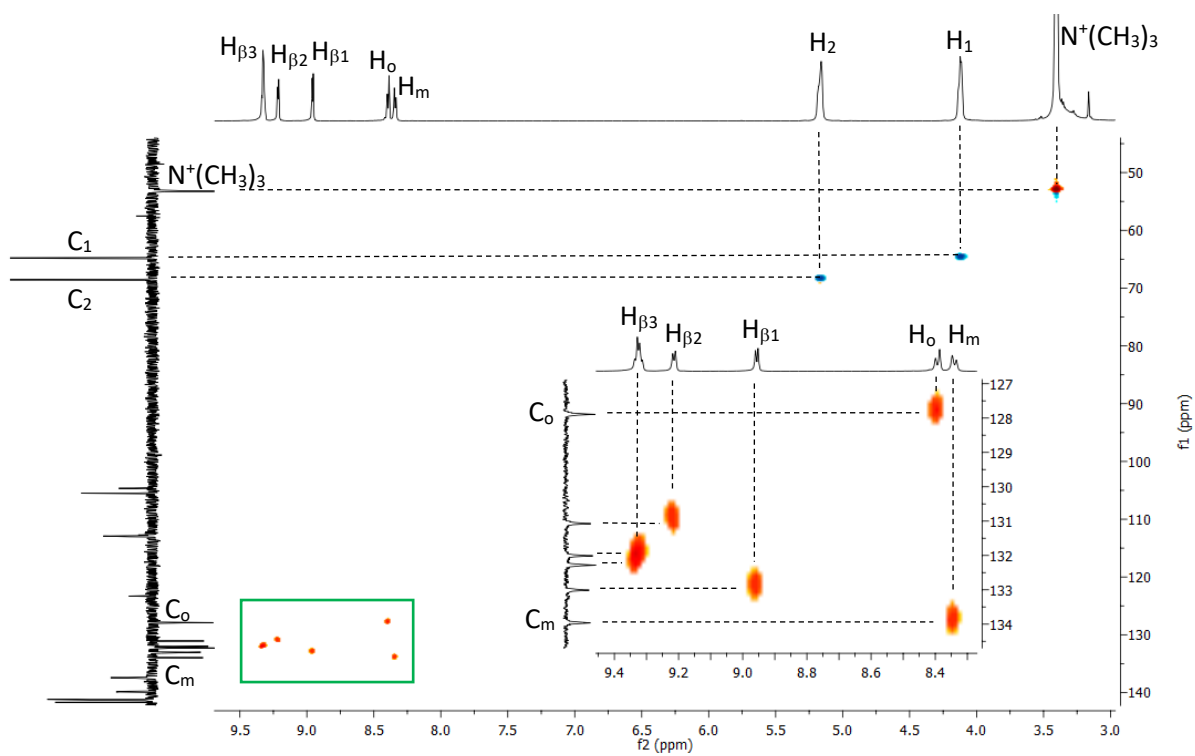 Hβ3 Hβ2 Hβ1 Ho Hm H2 H1 N+(CH3)3
N+(CH3)3
C1
C2
Hβ3 Hβ2 Hβ1 Ho Hm
Co
Cm
127
128
129
130
131
132
133
134
9.4 9.2 9.0 8.8 8.6 8.4
Co
Cm
50
60
70
80
90
100
110
120
130
140
f1 (ppm)
9.5 9.0 8.5 8.0 7.5 7.0 6.5 6.0 5.5 5.0 4.5 4.0 3.5 3.0
f2 (ppm)